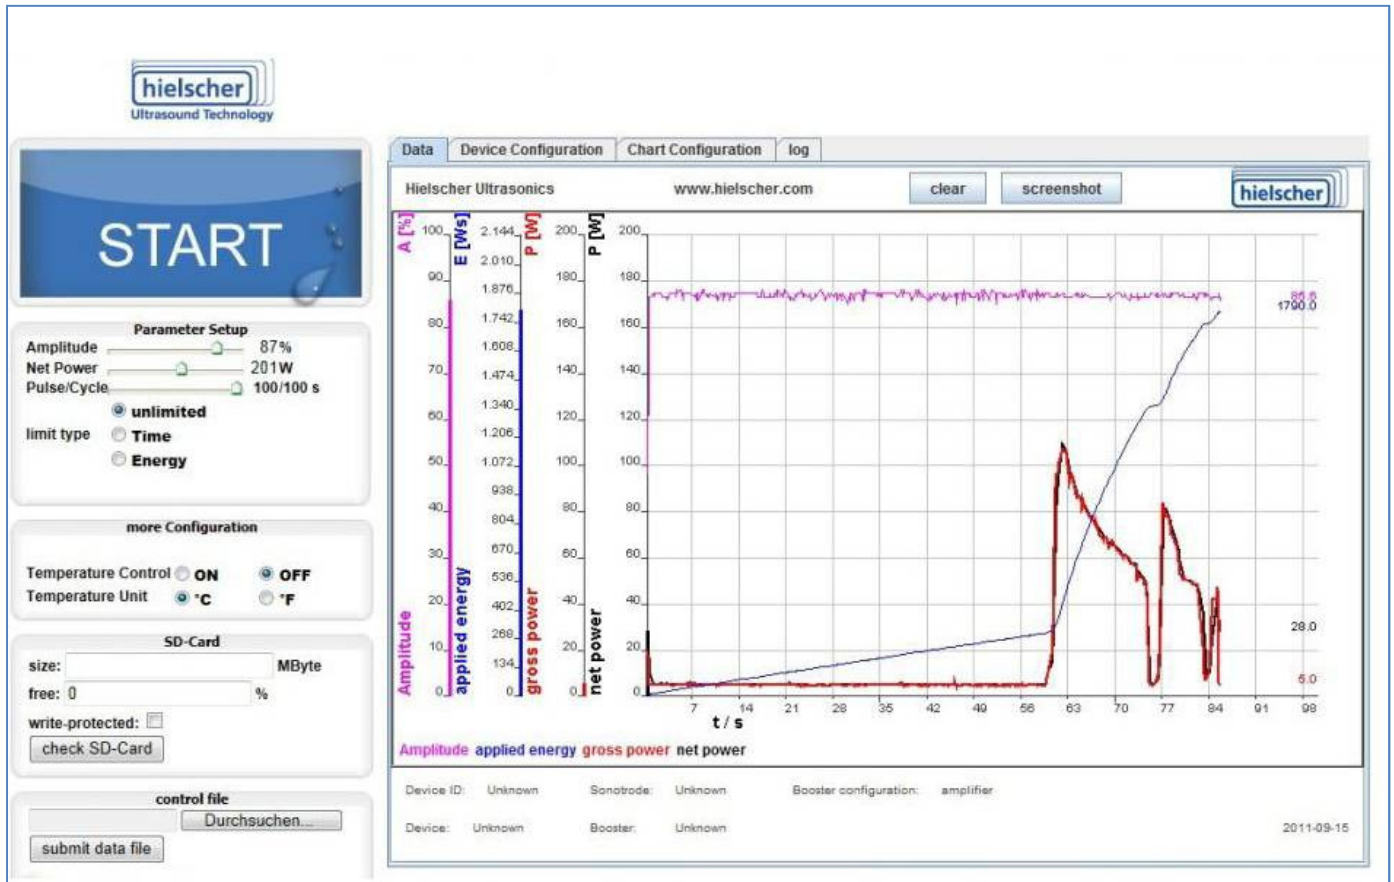 hielscher
Ultrasound Technology
START
Parameter Setup
Amplitude 87%
Net Power 201W
Pulse/Cycle 100/100 s
unlimited
limit type Time
Energy
more Configuration
Temperature Control ON OFF
Temperature Unit °C °F
SD-Card
size: MByte
free: 0 %
write-protected:
check SD-Card
control file
Durchsuchen...
submit data file
Data Device Configuration Chart Configuration log
Hielscher Ultrasonics www.hielscher.com clear screenshot hielscher
A [%] E [Ws] P [W] P [W]
100 2.144 200 200
2.010
90 1.876 180 180
80 1.742 160 160
1.608
70 1.474 140 140
60 1.340 120 120
1.206
50 1.072 100 100
938
40 804 80 80
30 670 60 60
536
20 402 40 40
10 268 20 20
134
0 0 0 0
Amplitude applied energy gross power net power
1790.0
28.0
7 14 21 28 35 42 49 56 63 70 77 84 91 98
t / s
Amplitude applied energy gross power net power
Device ID: Unknown Sonotrode: Unknown Booster configuration: amplifier
Device: Unknown Booster: Unknown 2011-09-15